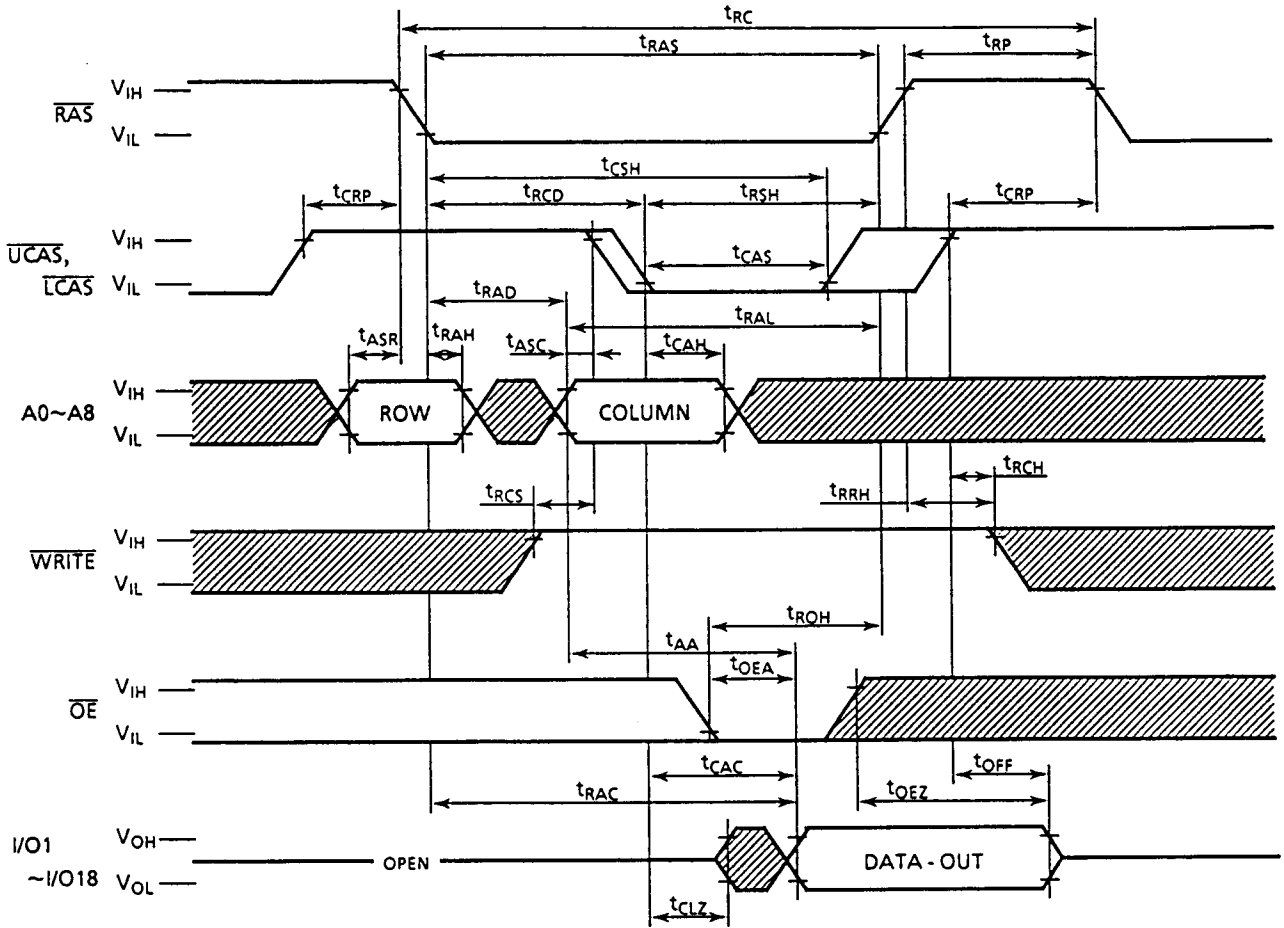 tRC
tRAS
tRP
RAS
VIH
VIL
tCSH
tCRP
tRCD
tRSH
tCRP
UCAS,
LCAS
VIH
VIL
tCAS
tRAD
tRAL
tASR
tRAH
tASC
tCAH
A0~A8
VIH
VIL
ROW
COLUMN
tRCH
tRCS
tRRH
WRITE
VIH
VIL
tROH
tAA
tOEA
OE
VIH
VIL
tCAC
tOFF
tRAC
tOEZ
I/O1
~I/O18
VOH
VOL
OPEN
DATA - OUT
tCLZ